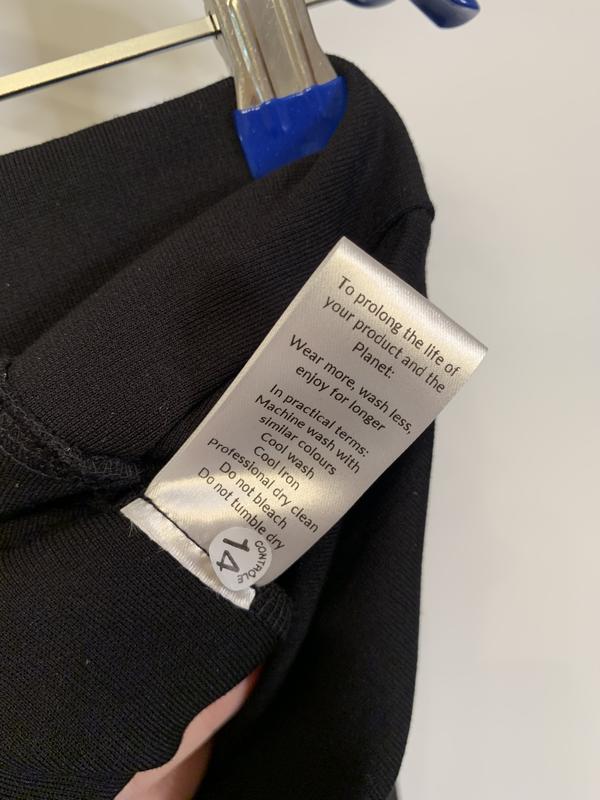 To prolong the life of
your product and the
Planet:
Wear more, wash less,
enjoy for longer
In practical terms:
Machine wash with
similar colours
Cool wash
Cool Iron
Professional dry clean
Do not bleach
Do not tumble dry
14
CONTROLE